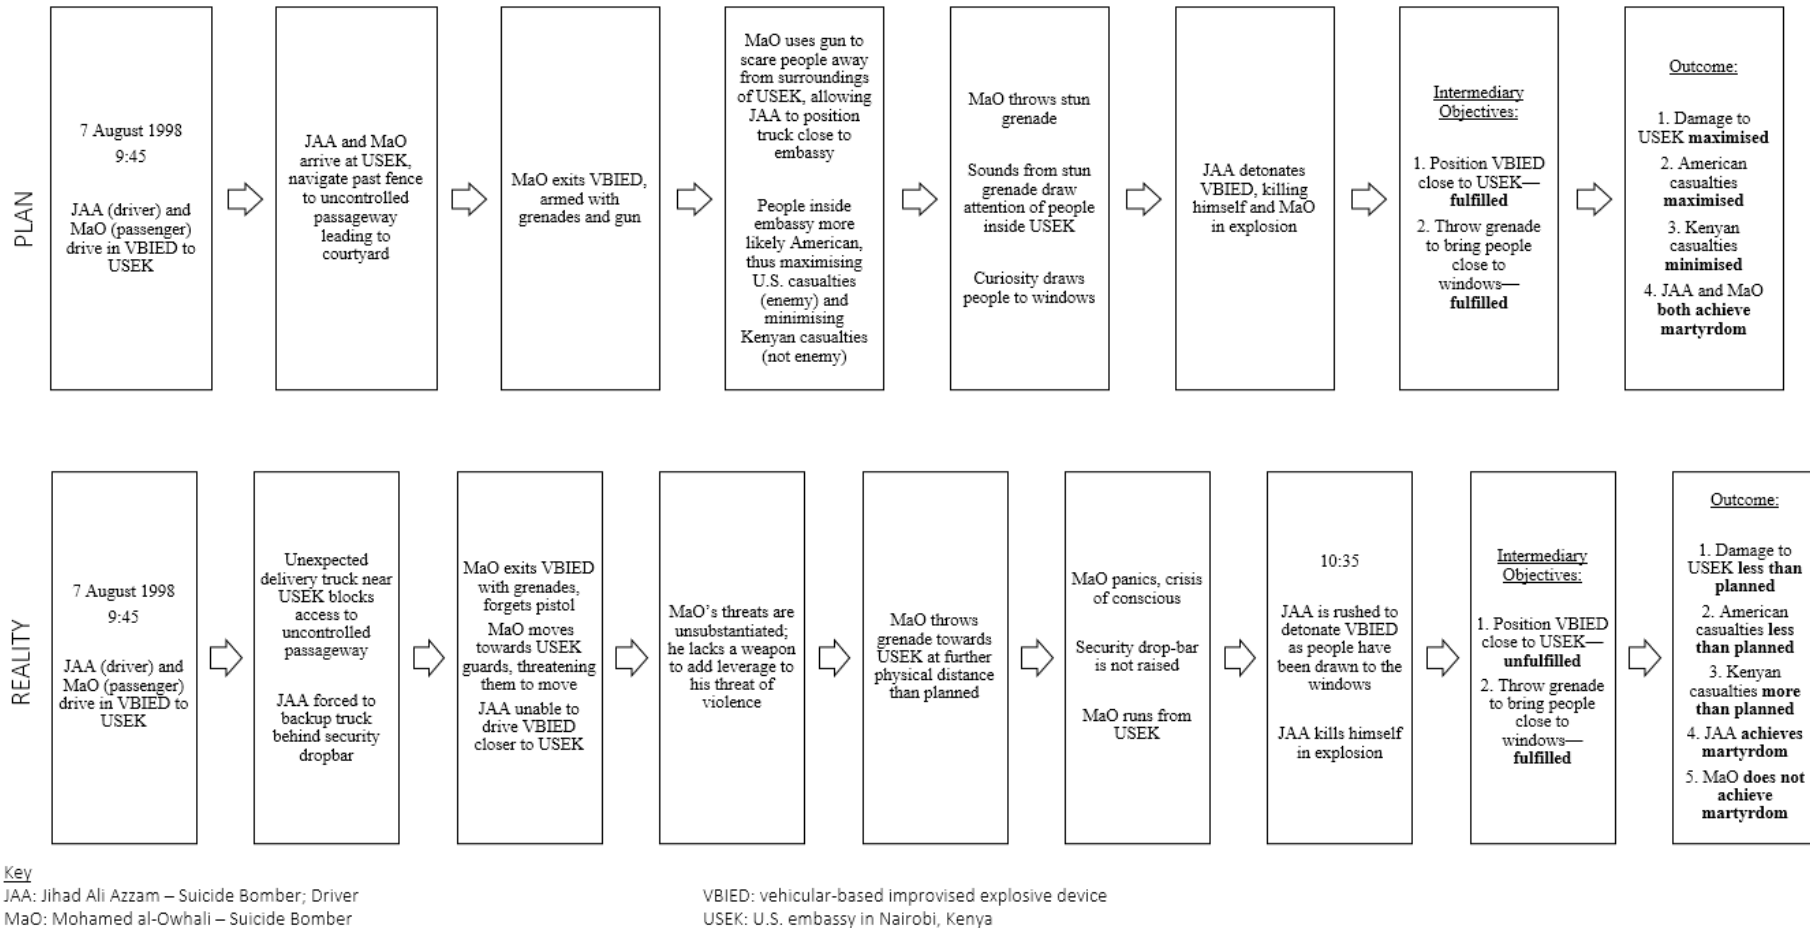 PLAN
7 August 1998
9:45
JAA (driver) and
MaO (passenger)
drive in VBIED to
USEK
JAA and MaO
arrive at USEK,
navigate past fence
to uncontrolled
passageway
leading to
courtyard
MaO exits VBIED,
armed with
grenades and gun
MaO uses gun to
scare people away
from surroundings
of USEK, allowing
JAA to position
truck close to
embassy
People inside
embassy more
likely American,
thus maximising
U.S. casualties
(enemy) and
minimising
Kenyan casualties
(not enemy)
MaO throws stun
grenade
Sounds from stun
grenade draw
attention of people
inside USEK
Curiosity draws
people to windows
JAA detonates
VBIED, killing
himself and MaO
in explosion
Intermediary
Objectives:
1. Position VBIED
close to USEK—
fulfilled
2. Throw grenade
to bring people
close to
windows—
fulfilled
Outcome:
1. Damage to
USEK maximised
2. American
casualties
maximised
3. Kenyan
casualties
minimised
4. JAA and MaO
both achieve
martyrdom
REALITY
7 August 1998
9:45
JAA (driver) and
MaO (passenger)
drive in VBIED to
USEK
Unexpected
delivery truck near
USEK blocks
access to
uncontrolled
passageway
JAA forced to
backup truck
behind security
dropbar
MaO exits VBIED
with grenades,
forgets pistol
MaO moves
towards USEK
guards, threatening
them to move
JAA unable to
drive VBIED
closer to USEK
MaO's threats are
unsubstantiated;
he lacks a weapon
to add leverage to
his threat of
violence
MaO throws
grenade towards
USEK at further
physical distance
than planned
MaO panics, crisis
of conscious
Security drop-bar
is not raised
MaO runs from
USEK
10:35
JAA is rushed to
detonate VBIED
as people have
been drawn to the
windows
JAA kills himself
in explosion
Intermediary
Objectives:
1. Position VBIED
close to USEK—
unfulfilled
2. Throw grenade
to bring people
close to
windows—
fulfilled
Outcome:
1. Damage to
USEK less than
planned
2. American
casualties less
than planned
3. Kenyan
casualties more
than planned
4. JAA achieves
martyrdom
5. MaO does not
achieve
martyrdom
Key
JAA: Jihad Ali Azzam – Suicide Bomber; Driver
MaO: Mohamed al-Owhali – Suicide Bomber
VBIED: vehicular-based improvised explosive device
USEK: U.S. embassy in Nairobi, Kenya